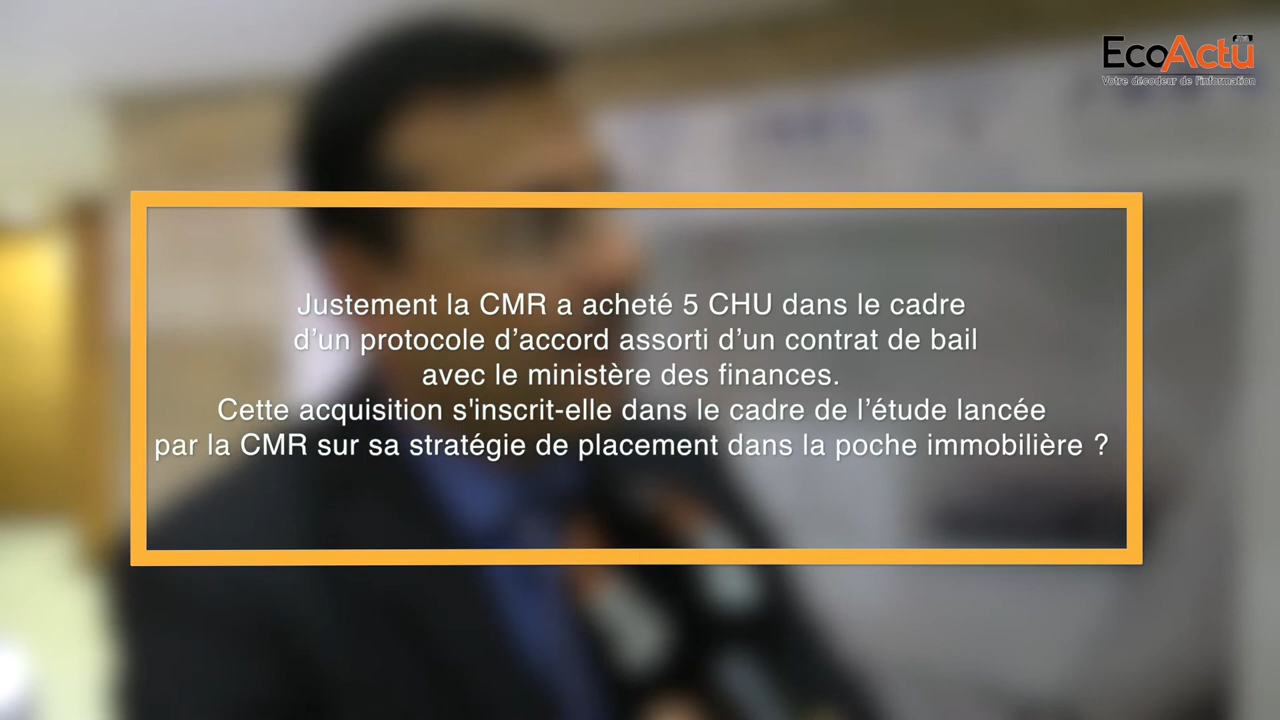 EcoActu
Votre décodeur de l'information
Justement la CMR a acheté 5 CHU dans le cadre
d’un protocole d’accord assorti d’un contrat de bail
avec le ministère des finances.
Cette acquisition s'inscrit-elle dans le cadre de l’étude lancée
par la CMR sur sa stratégie de placement dans la poche immobilière ?